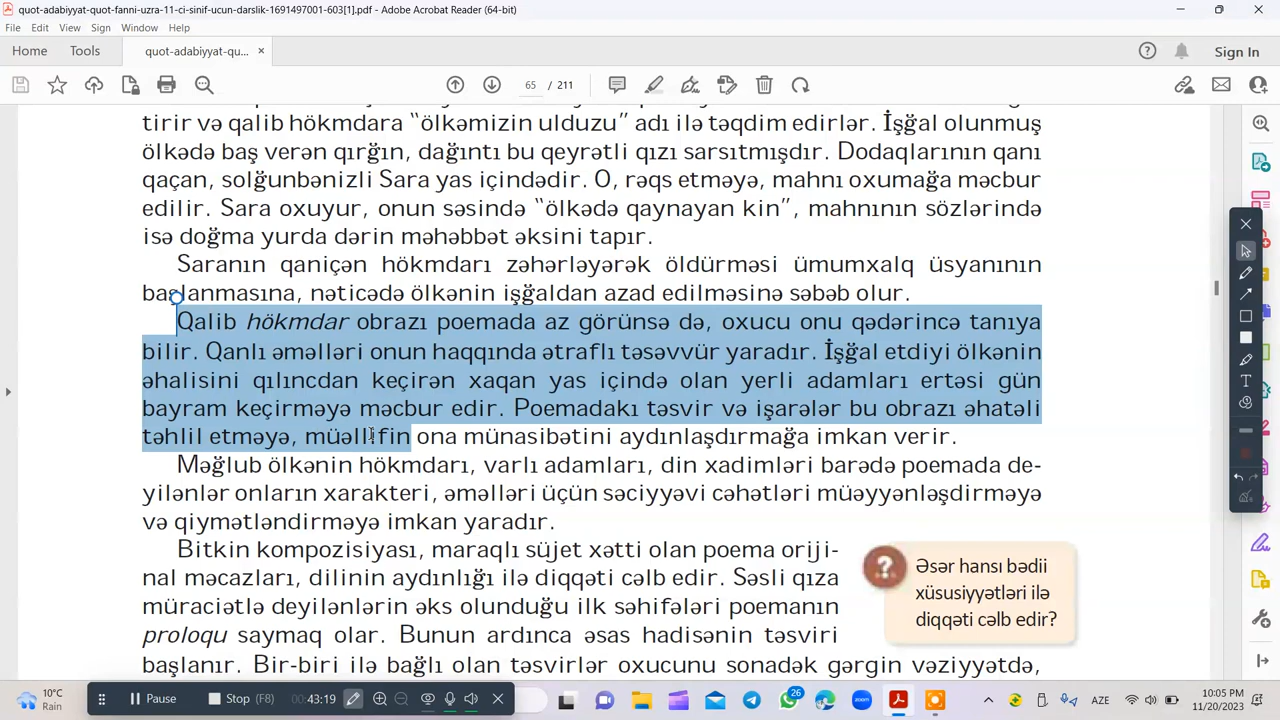 quot-adabiyyat-quot-fanni-uzra-11-ci-sinif-ucun-darslik-1691497001-603[1].pdf - Adobe Acrobat Reader (64-bit)
File Edit View Sign Window Help
Home Tools quot-adabiyyat-qu... × Sign In
65 / 211
tirir və qalib hökmdara “ölkəmizin ulduzu” adı ilə təqdim edirlər. İşğal olunmuş
ölkədə baş verən qırğın, dağıntı bu qeyrətli qızı sarsıtmışdır. Dodaqlarının qanı
qaçan, solğunbənizli Sara yas içindədir. O, rəqs etməyə, mahnı oxumağa məcbur
edilir. Sara oxuyur, onun səsində “ölkədə qaynayan kin”, mahnının sözlərində
isə doğma yurda dərin məhəbbət əksini tapır.
Saranın qaniçən hökmdarı zəhərləyərək öldürməsi ümumxalq üsyanının
başlanmasına, nəticədə ölkənin işğaldan azad edilməsinə səbəb olur.
Qalib hökmdar obrazı poemada az görünsə də, oxucu onu qədərincə tanıya
bilir. Qanlı əməlləri onun haqqında ətraflı təsəvvür yaradır. İşğal etdiyi ölkənin
əhalisini qılıncdan keçirən xaqan yas içində olan yerli adamları ertəsi gün
bayram keçirməyə məcbur edir. Poemadakı təsvir və işarələr bu obrazı əhatəli
təhlil etməyə, müəllifin ona münasibətini aydınlaşdırmağa imkan verir.
Məğlub ölkənin hökmdarı, varlı adamları, din xadimləri barədə poemada de-
yilənlər onların xarakteri, əməlləri üçün səciyyəvi cəhətləri müəyyənləşdirməyə
və qiymətləndirməyə imkan yaradır.
Bitkin kompozisiyası, maraqlı süjet xətti olan poema oriji-
nal məcazları, dilinin aydınlığı ilə diqqəti cəlb edir. Səsli qıza
müraciətlə deyilənlərin əks olunduğu ilk səhifələri poemanın
proloqu saymaq olar. Bunun ardınca əsas hadisənin təsviri
başlanır. Bir-biri ilə bağlı olan təsvirlər oxucunu sonadək gərgin vəziyyətdə,
?
Əsər hansı bədii
xüsusiyyətləri ilə
diqqəti cəlb edir?
10°C
Rain
Pause Stop (F8) 00:43:19
26
AZE
10:05 PM
11/20/2023